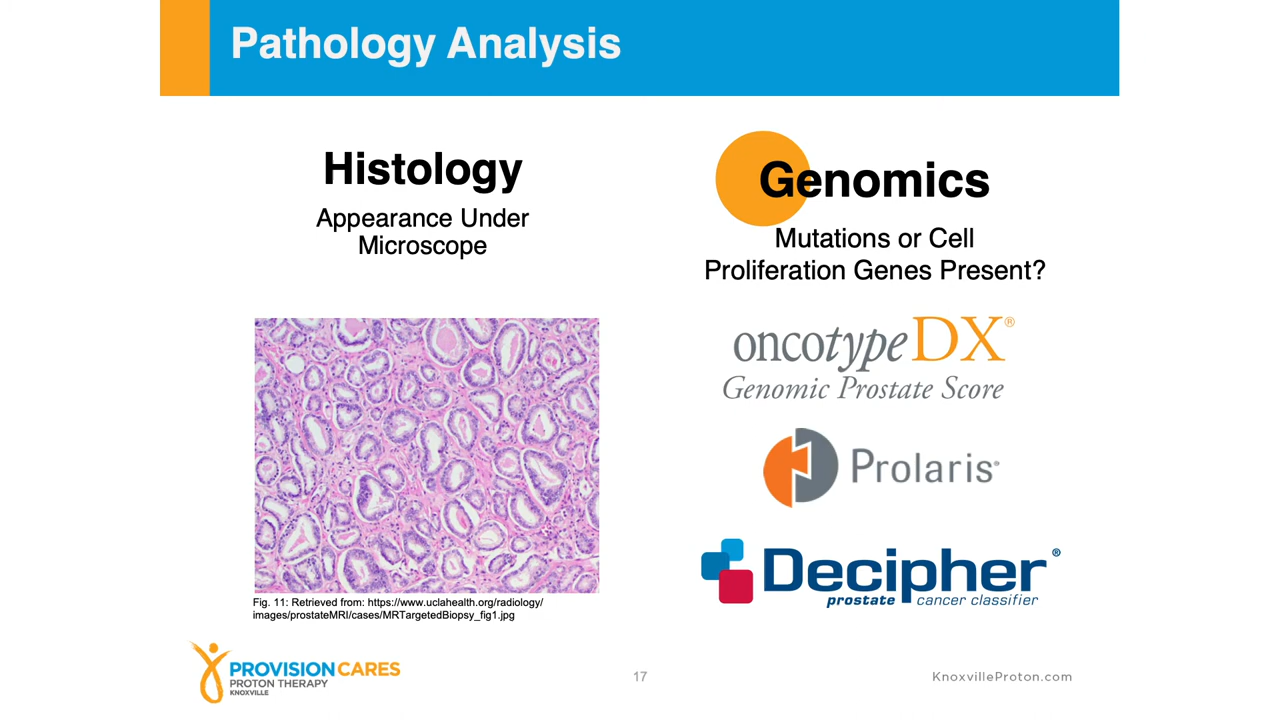 Pathology Analysis
Histology
Appearance Under
Microscope
Fig. 11: Retrieved from: https://www.uclahealth.org/radiology/
images/prostateMRI/cases/MRTargetedBiopsy_fig1.jpg
Genomics
Mutations or Cell
Proliferation Genes Present?
oncotype DX®
Genomic Prostate Score
Prolaris®
Decipher®
prostate cancer classifier
PROVISION CARES
PROTON THERAPY
KNOXVILLE
17
KnoxvilleProton.com